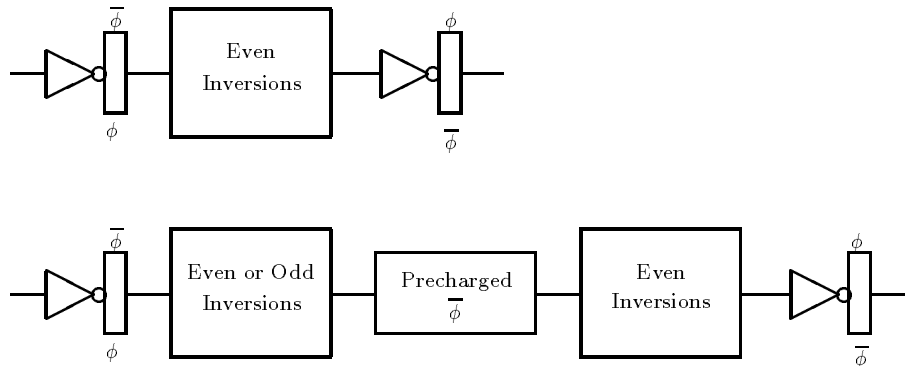 ϕ̅ ϕ
Even
Inversions
ϕ ϕ̅
ϕ̅ ϕ
Even or Odd
Inversions
Precharged
ϕ̅
Even
Inversions
ϕ ϕ̅